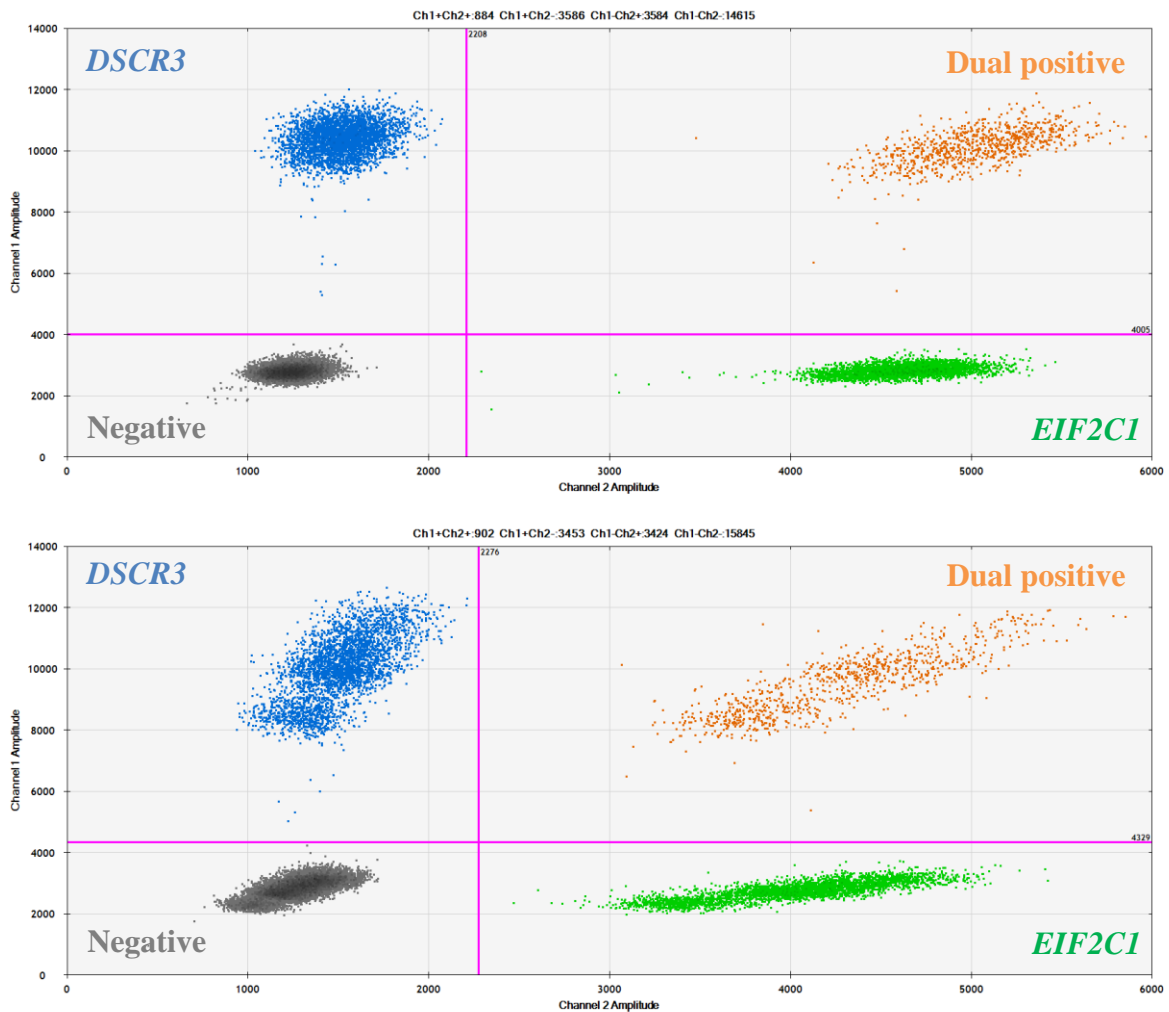 Ch1+Ch2+:884 Ch1+Ch2-:3586 Ch1-Ch2+:3584 Ch1-Ch2-:14615
14000
2208
DSCR3
Dual positive
12000
10000
8000
6000
4000
4005
2000
Negative
EIF2C1
0
0 1000 2000 3000 4000 5000 6000
Channel 1 Amplitude
Channel 2 Amplitude
Ch1+Ch2+:902 Ch1+Ch2-:3453 Ch1-Ch2+:3424 Ch1-Ch2-:15845
14000
2276
DSCR3
Dual positive
12000
10000
8000
6000
4329
4000
2000
Negative
EIF2C1
0
0 1000 2000 3000 4000 5000 6000
Channel 1 Amplitude
Channel 2 Amplitude